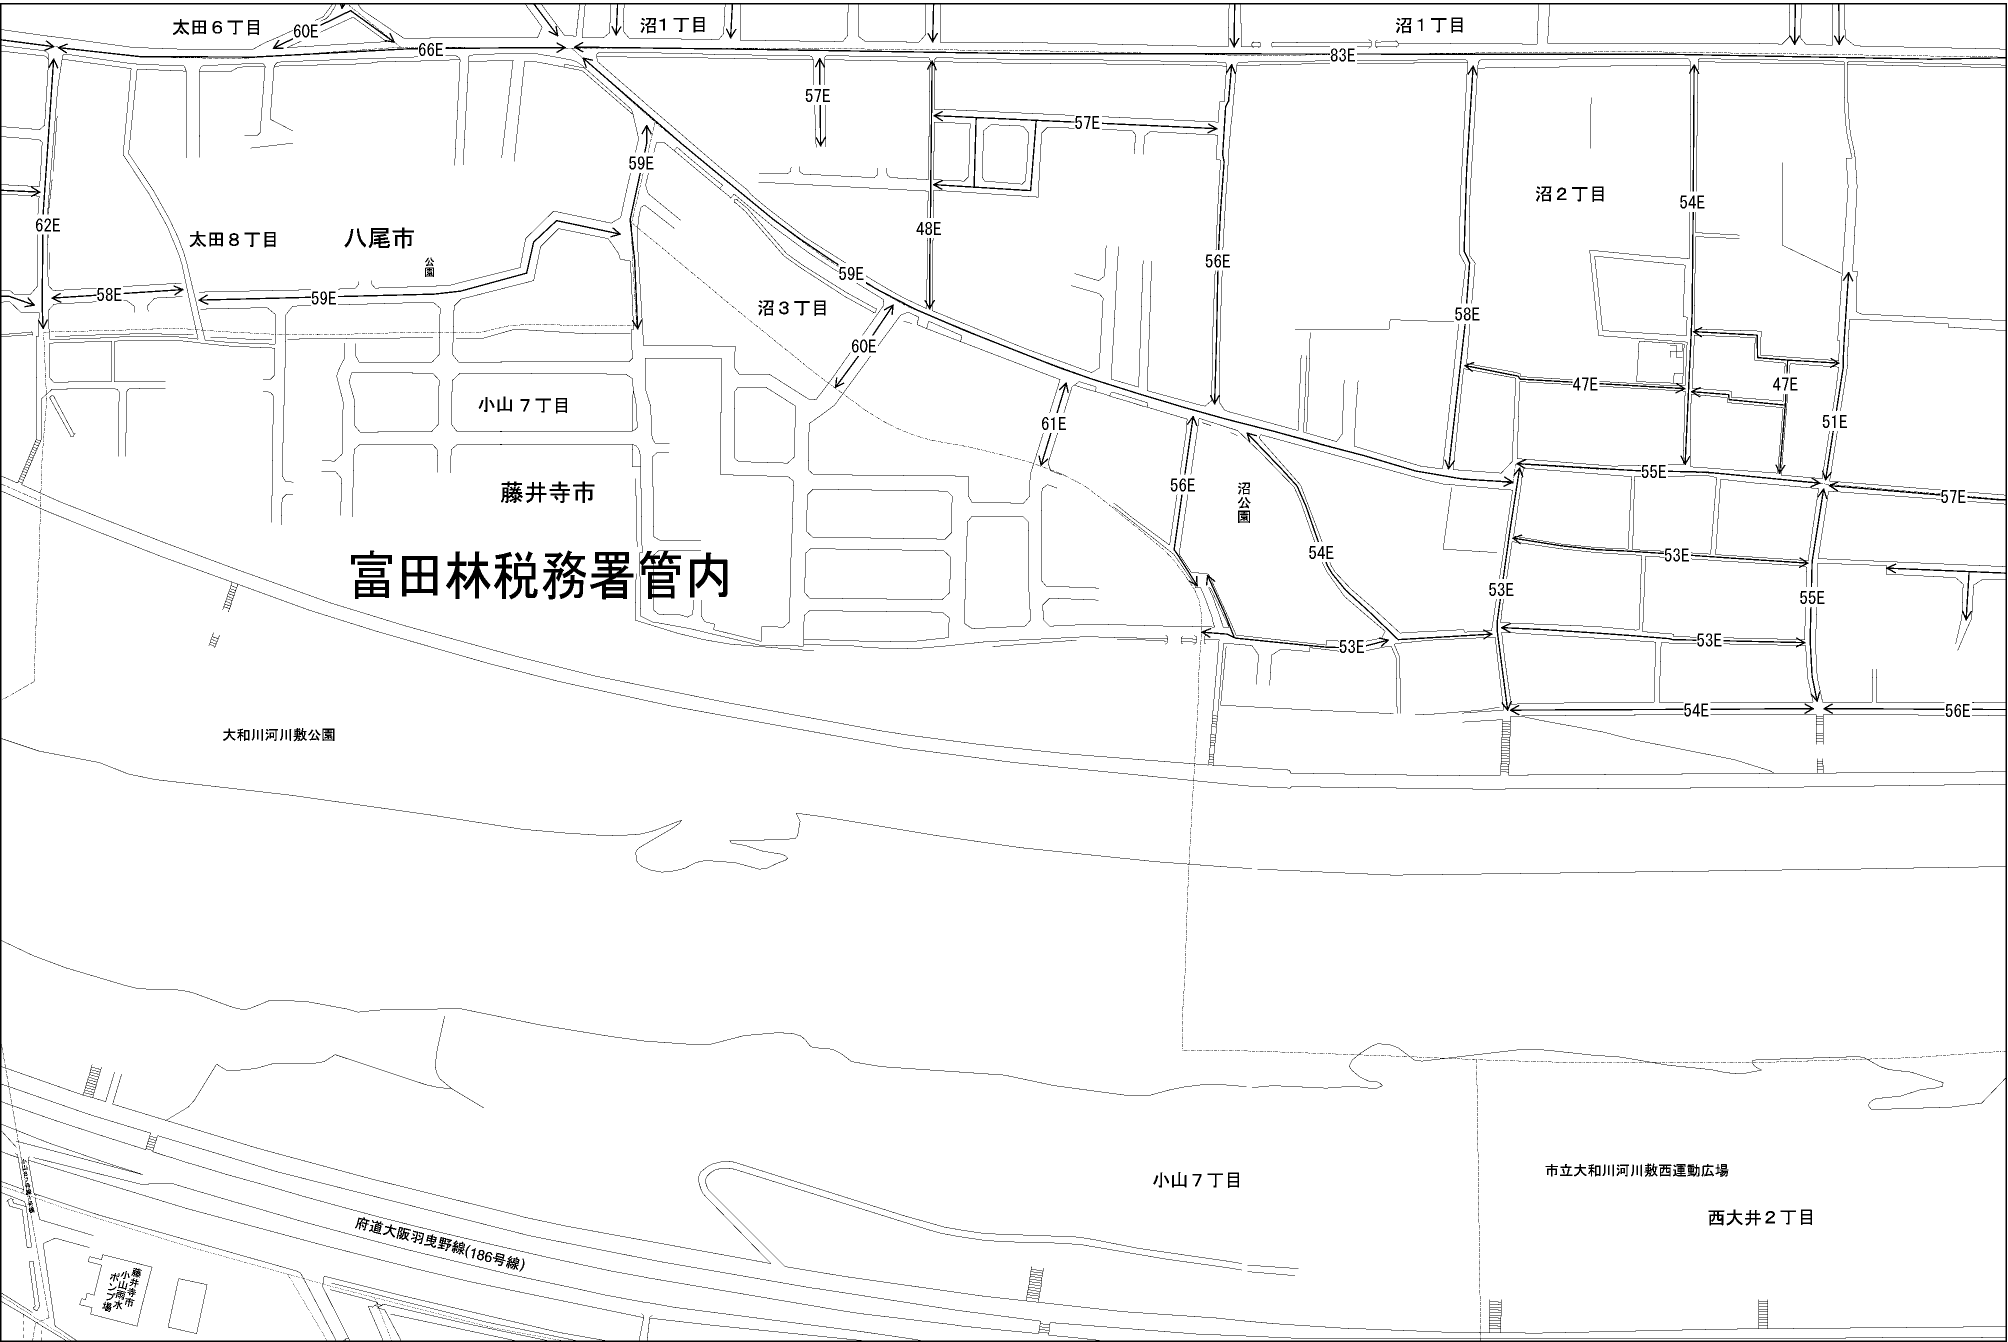 太田６丁目
60E
沼１丁目
沼１丁目
66E
83E
57E
57E
59E
沼２丁目
54E
62E
太田８丁目
八尾市
公園
48E
56E
59E
58E
59E
沼３丁目
58E
60E
47E
47E
小山７丁目
61E
51E
藤井寺市
56E
沼公園
55E
57E
富田林税務署管内
54E
53E
53E
55E
53E
53E
54E
56E
大和川河川敷公園
小山７丁目
市立大和川河川敷西運動広場
西大井２丁目
府道大阪羽曳野線(186号線)
藤井寺市
小山雨水
ポンプ場